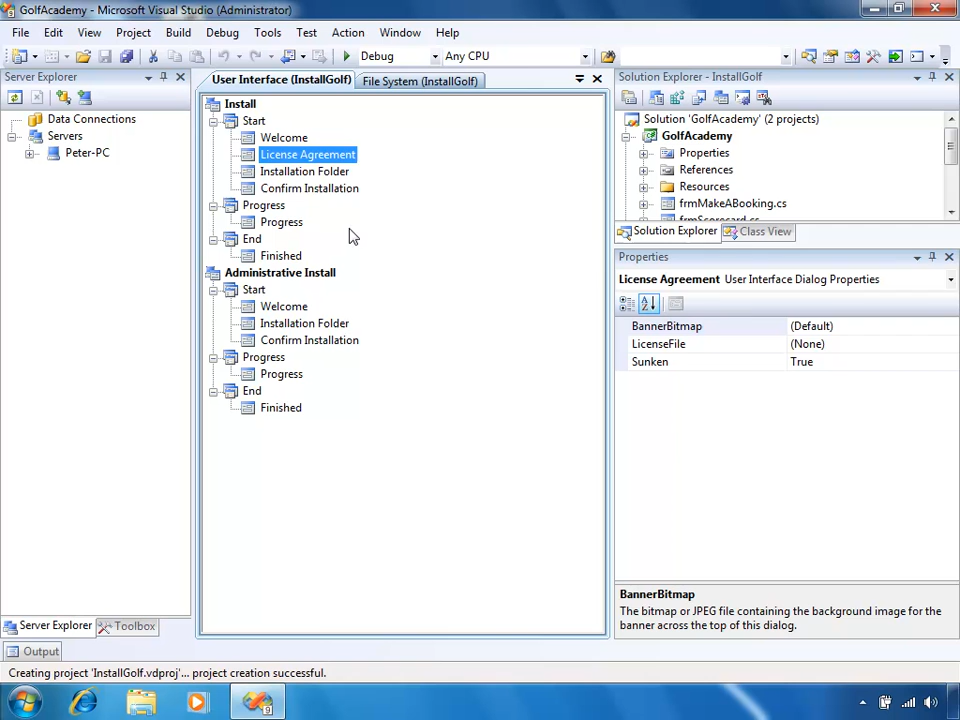 GolfAcademy - Microsoft Visual Studio (Administrator)
File Edit View Project Build Debug Tools Test Action Window Help
Debug Any CPU
Server Explorer
Data Connections
Servers
Peter-PC
Server Explorer Toolbox
Output
User Interface (InstallGolf) File System (InstallGolf)
Install
Start
Welcome
License Agreement
Installation Folder
Confirm Installation
Progress
Progress
End
Finished
Administrative Install
Start
Welcome
Installation Folder
Confirm Installation
Progress
Progress
End
Finished
Solution Explorer - InstallGolf
Solution 'GolfAcademy' (2 projects)
GolfAcademy
Properties
References
Resources
frmMakeABooking.cs
frmScorecard.cs
Solution Explorer Class View
Properties
License Agreement User Interface Dialog Properties
BannerBitmap (Default)
LicenseFile (None)
Sunken True
BannerBitmap
The bitmap or JPEG file containing the background image for the
banner across the top of this dialog.
Creating project 'InstallGolf.vdproj'... project creation successful.
9